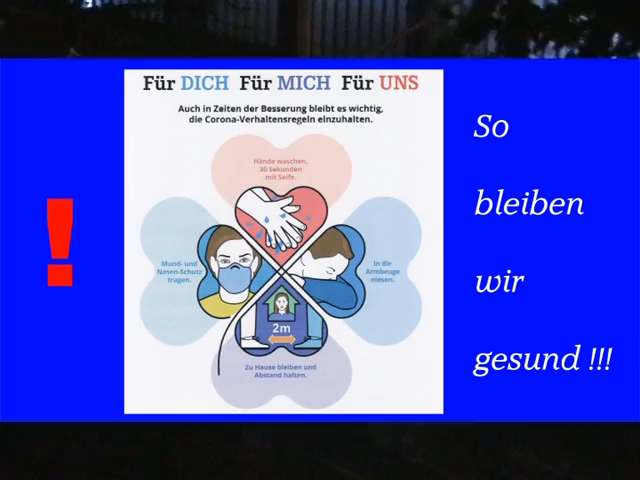 Für DICH Für MICH Für UNS
Auch in Zeiten der Besserung bleibt es wichtig,
die Corona-Verhaltensregeln einzuhalten.
Hände waschen,
30 Sekunden
mit Seife.
Mund- und
Nasen-Schutz
tragen.
In die
Armbeuge
niesen.
2m
Zu Hause bleiben und
Abstand halten.
!
So
bleiben
wir
gesund !!!